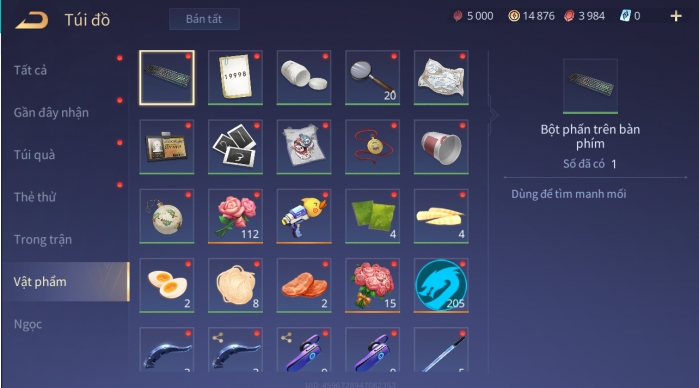 Túi đồ
Bán tất
5 000
14 876
3 984
0
Tất cả
Gần đây nhận
Túi quà
Thẻ thử
Trong trận
Vật phẩm
Ngọc
19998
20
112
4
4
2
8
2
15
205
Bột phấn trên bàn
phím
Số đã có 1
Dùng để tìm manh mối